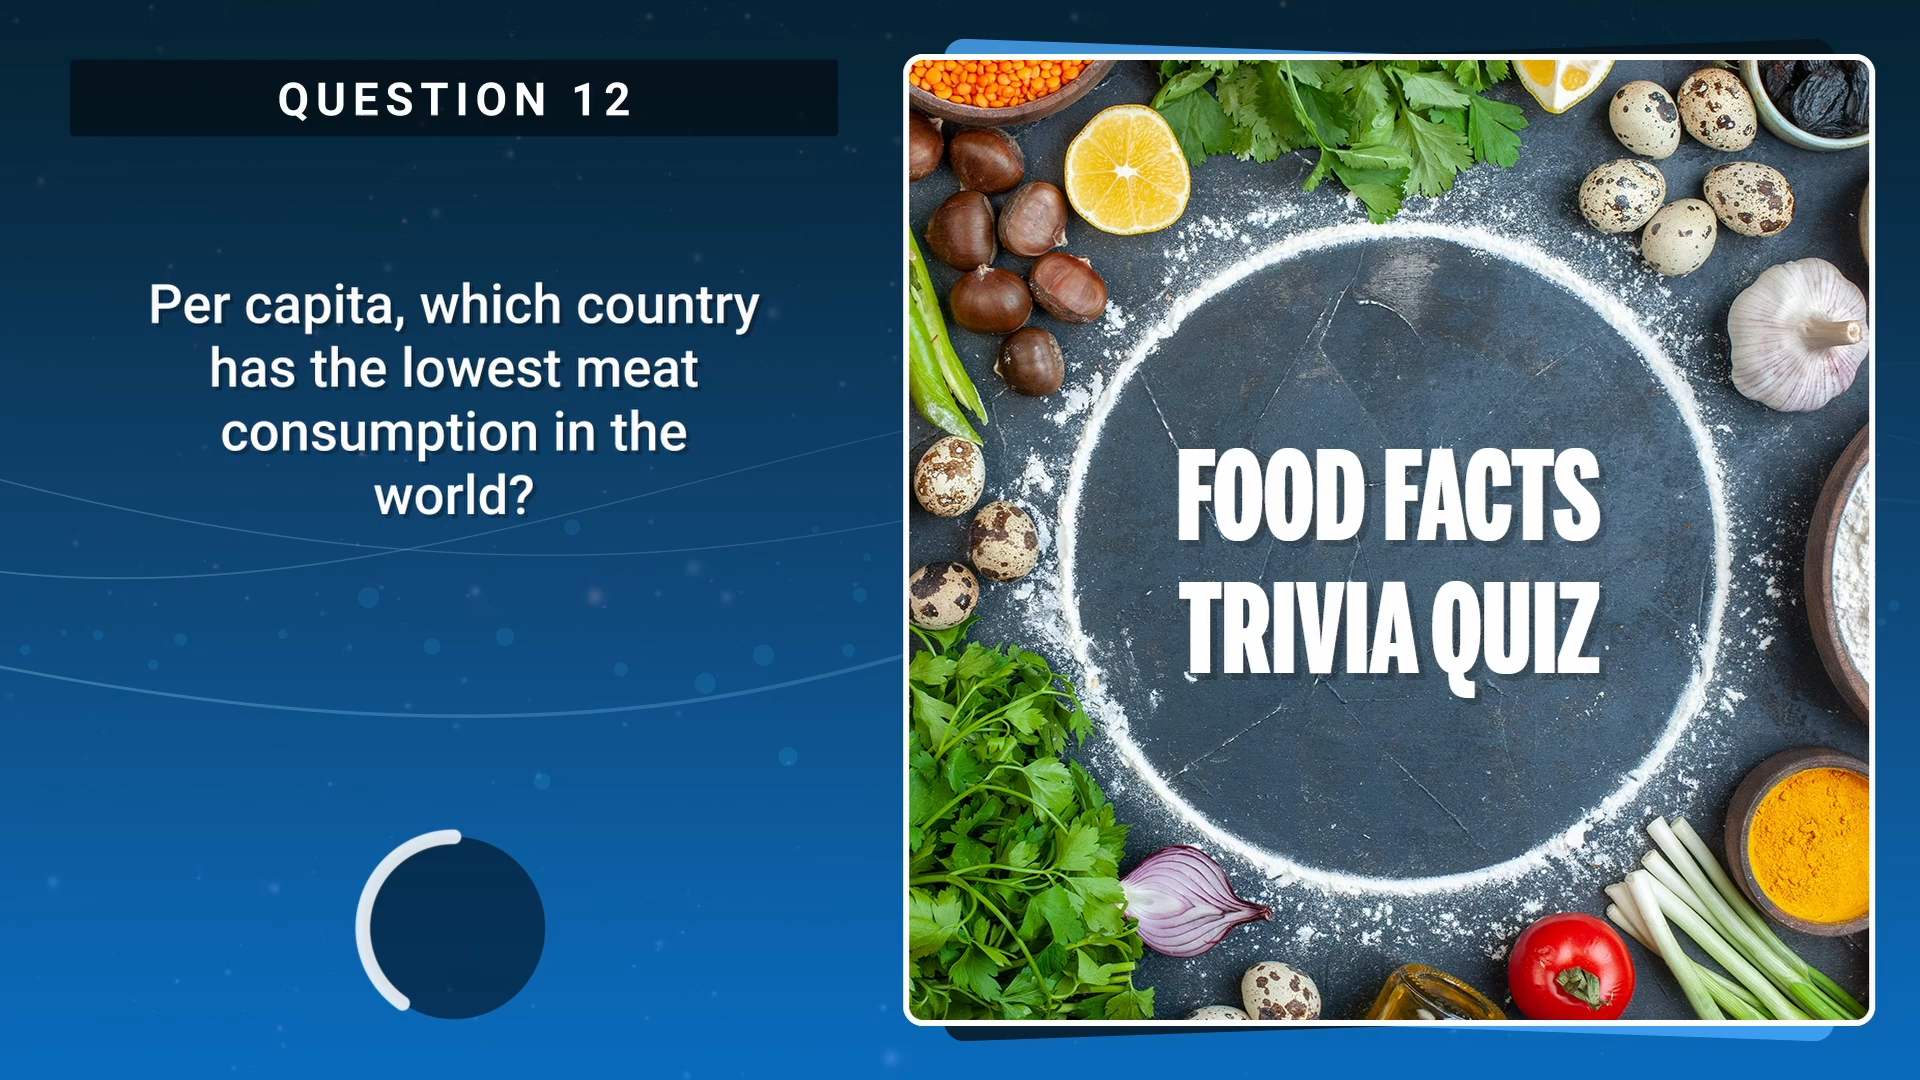 QUESTION 12
Per capita, which country
has the lowest meat
consumption in the
world?
FOOD FACTS
TRIVIA QUIZ